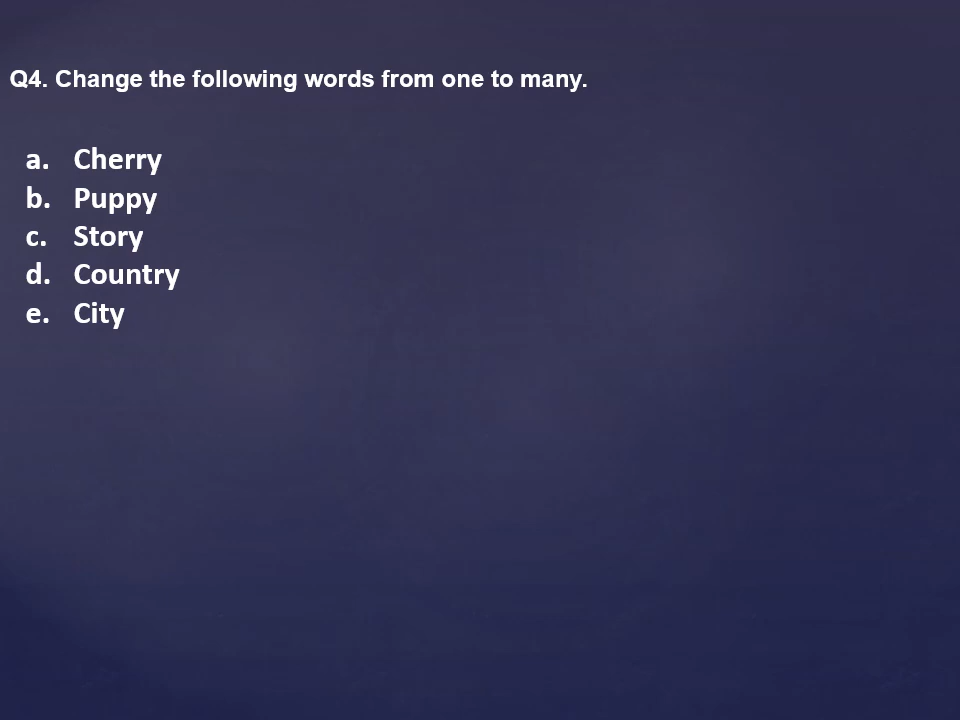 Q4. Change the following words from one to many.
a. Cherry
b. Puppy
c. Story
d. Country
e. City